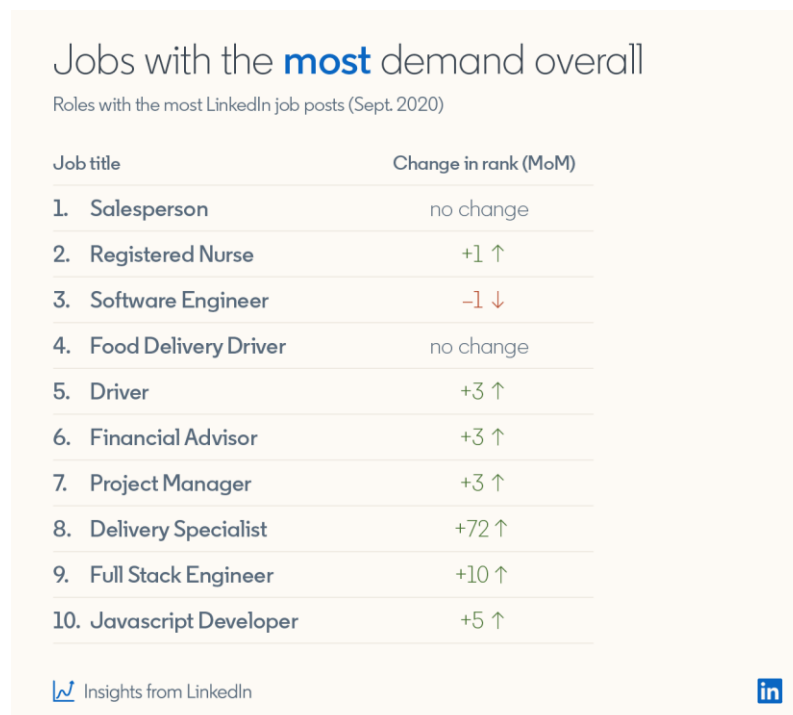 Jobs with the most demand overall
Roles with the most LinkedIn job posts (Sept. 2020)
Job title Change in rank (MoM)
1. Salesperson no change
2. Registered Nurse +1 ↑
3. Software Engineer –1 ↓
4. Food Delivery Driver no change
5. Driver +3 ↑
6. Financial Advisor +3 ↑
7. Project Manager +3 ↑
8. Delivery Specialist +72 ↑
9. Full Stack Engineer +10 ↑
10. Javascript Developer +5 ↑
Insights from LinkedIn
in